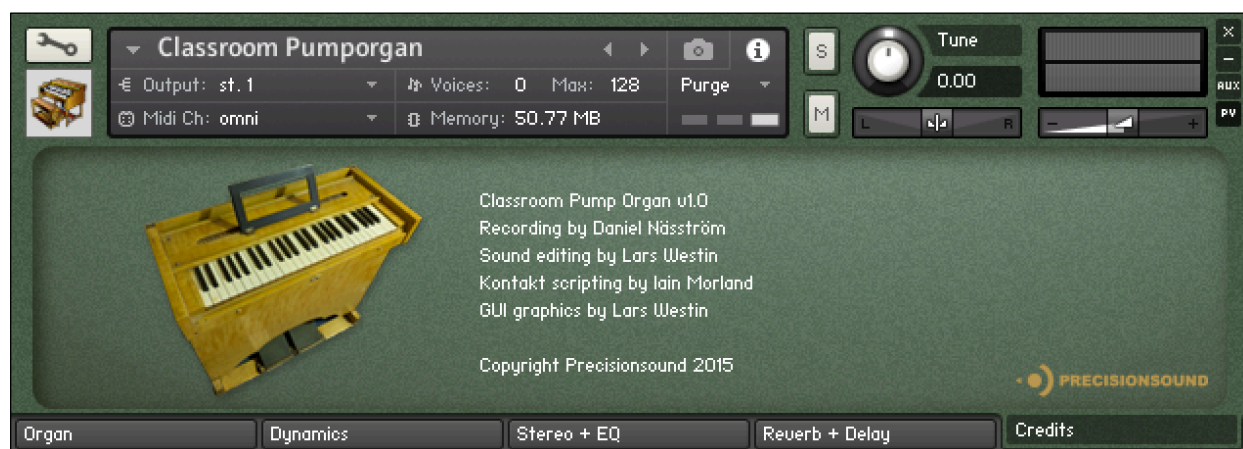 Classroom Pumporgan
i
S
Tune
×
−
Output: st.1
Voices: 0 Max: 128
Purge
0.00
AUX
Midi Ch: omni
Memory: 50.77 MB
M
L
R
−
+
PV
Classroom Pump Organ v1.0
Recording by Daniel Näsström
Sound editing by Lars Westin
Kontakt scripting by Iain Morland
GUI graphics by Lars Westin
Copyright Precisionsound 2015
PRECISIONSOUND
Organ
Dynamics
Stereo + EQ
Reverb + Delay
Credits